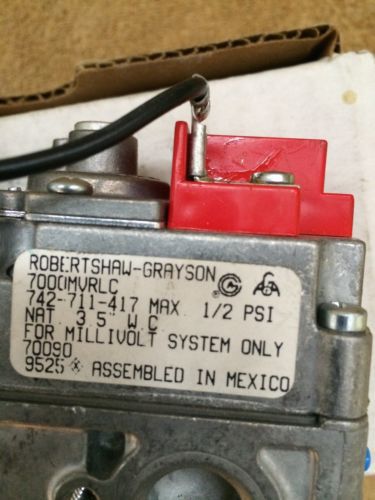 ROBERTSHAW-GRAYSON
7000MVRLC
742-711-417 MAX 1/2 PSI
NAT 3.5" W C
FOR MILLIVOLT SYSTEM ONLY
70090
9525 ASSEMBLED IN MEXICO